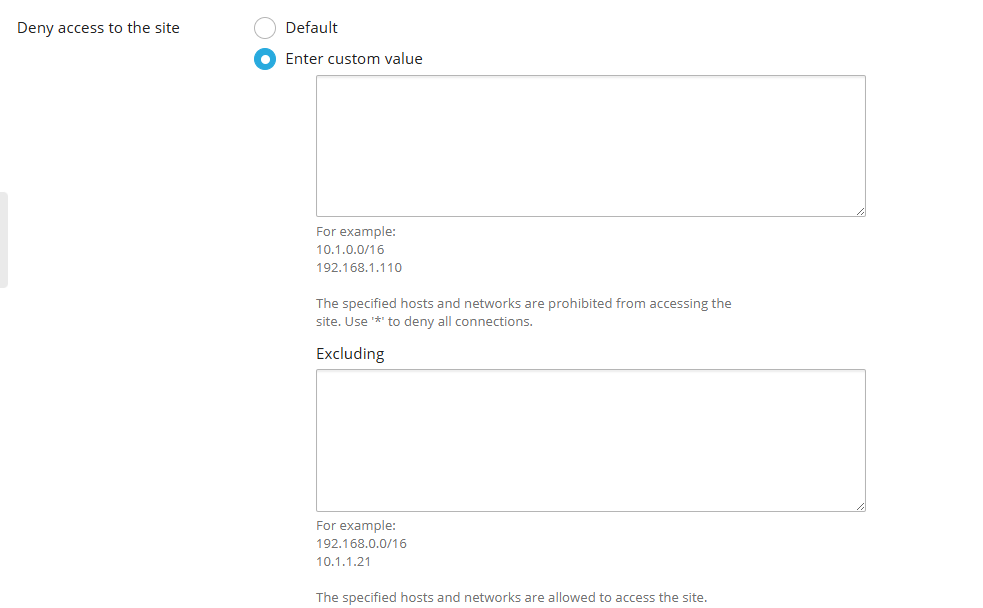 Deny access to the site
Default
Enter custom value
For example:
10.1.0.0/16
192.168.1.110
The specified hosts and networks are prohibited from accessing the
site. Use '*' to deny all connections.
Excluding
For example:
192.168.0.0/16
10.1.1.21
The specified hosts and networks are allowed to access the site.